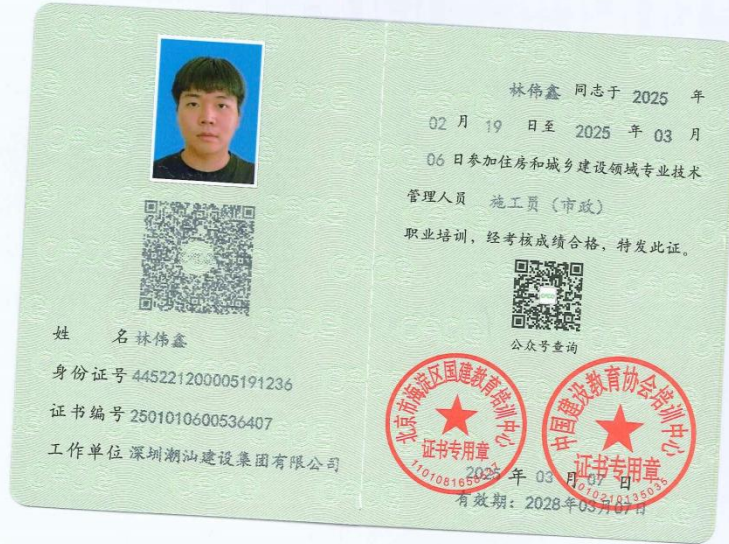 姓 名 林伟鑫
身份证号 445221200005191236
证书编号 2501010600536407
工作单位 深圳潮汕建设集团有限公司
林伟鑫 同志于 2025 年
02 月 19 日至 2025 年 03 月
06 日参加住房和城乡建设领域专业技术
管理人员 施工员（市政）
职业培训，经考核成绩合格，特发此证。
公众号查询
北京市海淀区国建教育培训中心
证书专用章
中国建设教育协会培训中心
证书专用章
1010210135035
2025 年 03 月 07 日
有效期：2028年03月07日